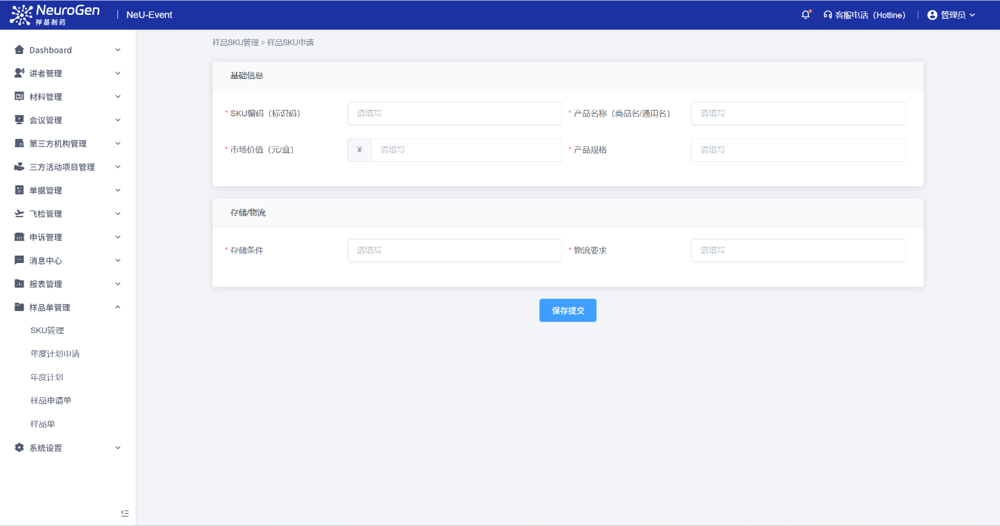 NeuroGen
神基制药
NeU-Event
客服电话（Hotline）
管理员
Dashboard
讲者管理
材料管理
会议管理
第三方机构管理
三方活动项目管理
单据管理
飞检管理
申诉管理
消息中心
报表管理
样品单管理
SKU管理
年度计划申请
年度计划
样品申请单
样品单
系统设置
样品SKU管理 > 样品SKU申请
基础信息
* SKU编码（标识码） 请填写 * 产品名称（商品名/通用名） 请填写
* 市场价值（元/盒） ¥ 请填写 * 产品规格 请填写
存储/物流
* 存储条件 请填写 * 物流要求 请填写
保存提交